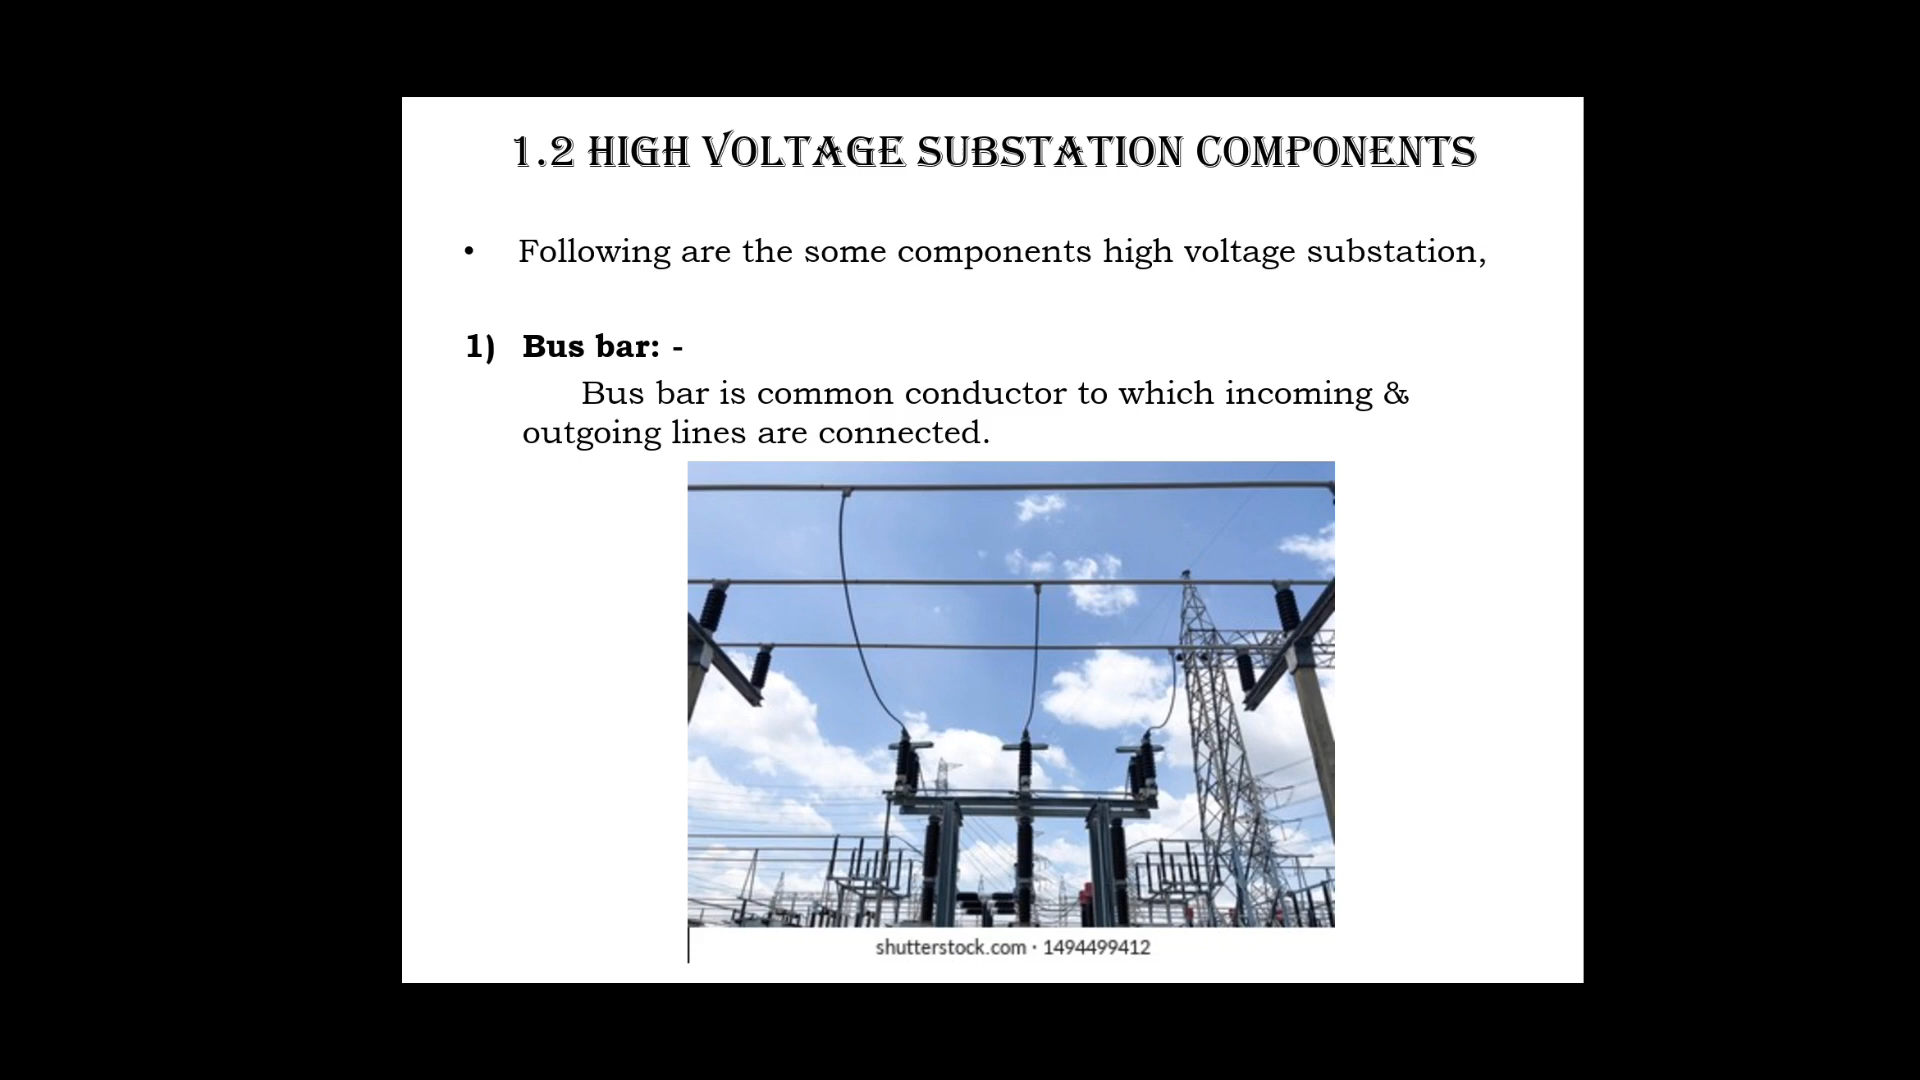 1.2 HIGH VOLTAGE SUBSTATION COMPONENTS
• Following are the some components high voltage substation,
1) Bus bar: -
Bus bar is common conductor to which incoming &
outgoing lines are connected.
shutterstock.com · 1494499412